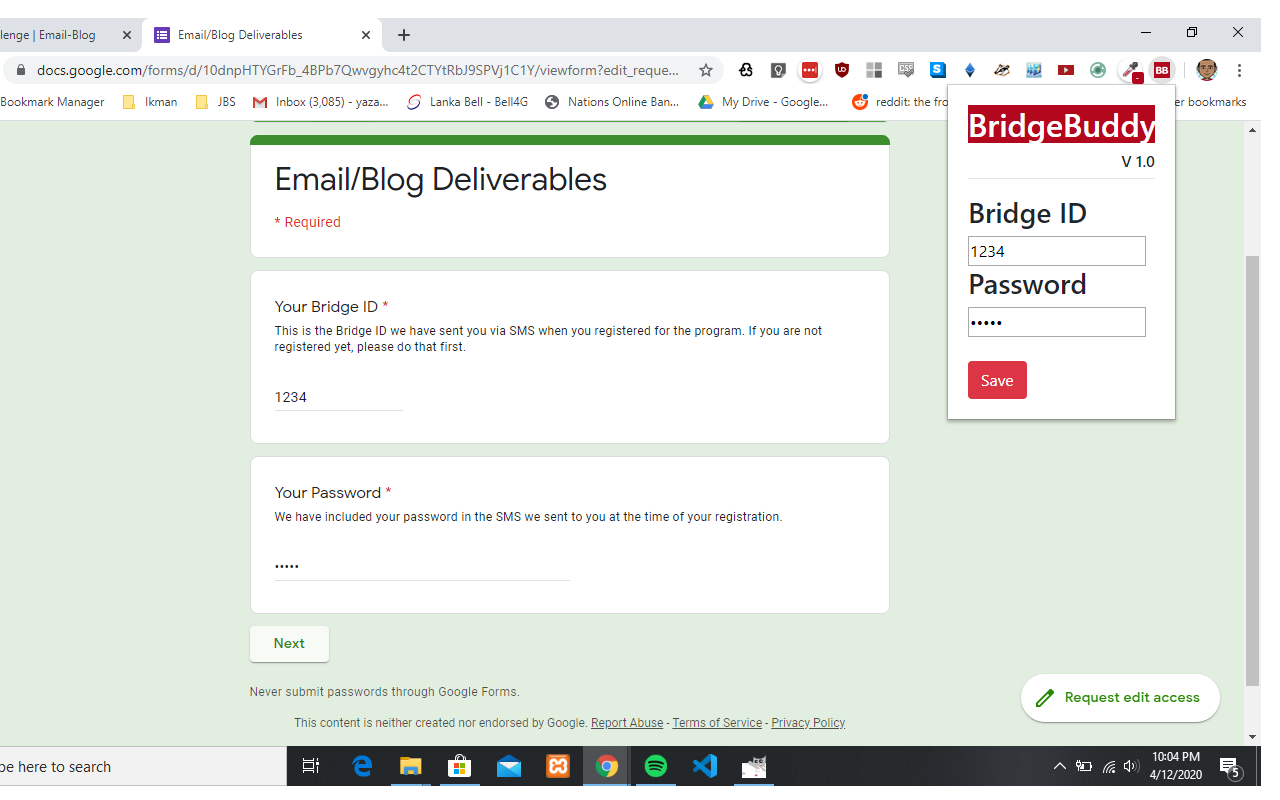 lenge | Email-Blog
Email/Blog Deliverables
docs.google.com/forms/d/10dnpHTYGrFb_4BPb7Qwvgyhc4t2CTYtRbJ9SPVj1C1Y/viewform?edit_reque...
Bookmark Manager
Ikman
JBS
Inbox (3,085) - yaza...
Lanka Bell - Bell4G
Nations Online Ban...
My Drive - Google...
reddit: the fro
er bookmarks
BB
CSS
BridgeBuddy
V 1.0
Bridge ID
1234
Password
•••••
Save
Email/Blog Deliverables
* Required
Your Bridge ID *
This is the Bridge ID we have sent you via SMS when you registered for the program. If you are not
registered yet, please do that first.
1234
Your Password *
We have included your password in the SMS we sent to you at the time of your registration.
•••••
Next
Never submit passwords through Google Forms.
Request edit access
This content is neither created nor endorsed by Google. Report Abuse - Terms of Service - Privacy Policy
pe here to search
10:04 PM
4/12/2020
5